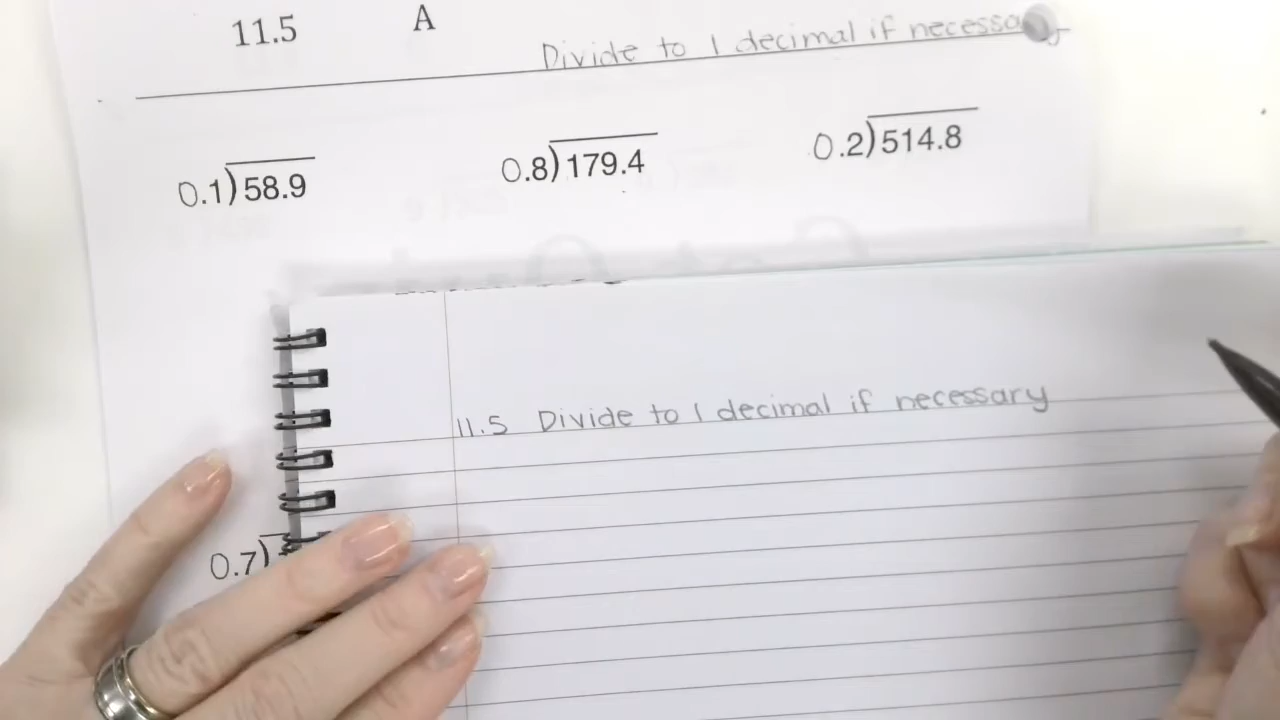 11.5 A Divide to 1 decimal if necessary
0.1)58.9 0.8)179.4 0.2)514.8
11.5 Divide to 1 decimal if necessary
0.7)